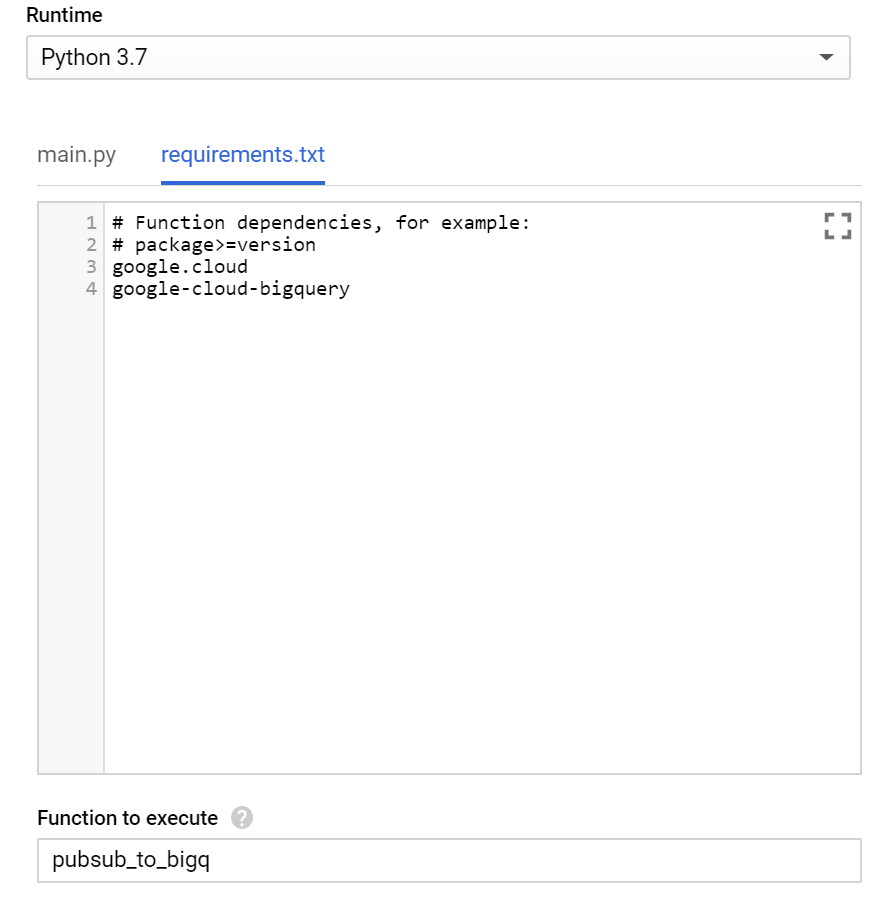 Runtime
Python 3.7
main.py requirements.txt
1 # Function dependencies, for example:
2 # package>=version
3 google.cloud
4 google-cloud-bigquery
Function to execute ?
pubsub_to_bigq